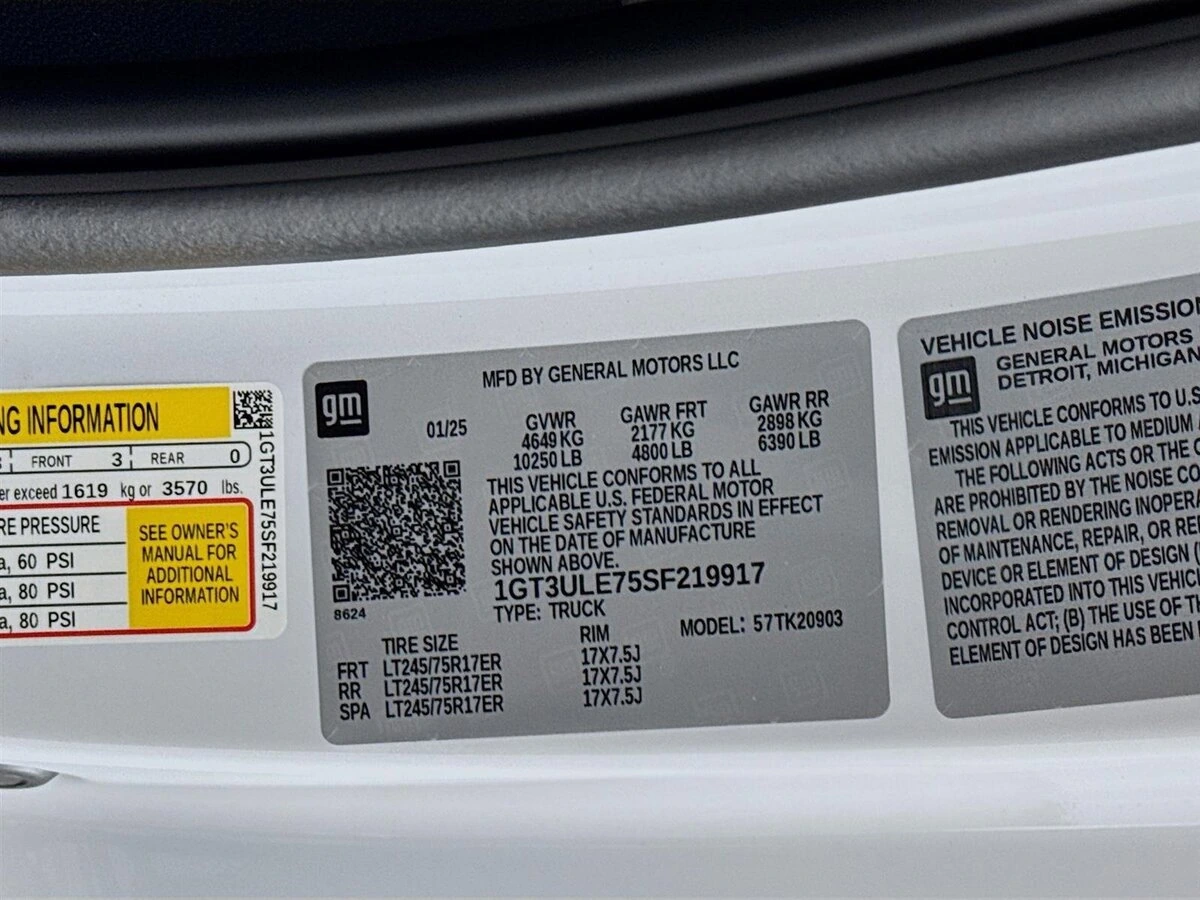 NG INFORMATION
FRONT 3 REAR 0
er exceed 1619 kg or 3570 lbs.
RE PRESSURE
a, 60 PSI
a, 80 PSI
a, 80 PSI
SEE OWNER'S
MANUAL FOR
ADDITIONAL
INFORMATION
1GT3ULE75SF219917
gm
MFD BY GENERAL MOTORS LLC
01/25
GVWR
4649 KG
10250 LB
GAWR FRT
2177 KG
4800 LB
GAWR RR
2898 KG
6390 LB
THIS VEHICLE CONFORMS TO ALL
APPLICABLE U.S. FEDERAL MOTOR
VEHICLE SAFETY STANDARDS IN EFFECT
ON THE DATE OF MANUFACTURE
SHOWN ABOVE.
1GT3ULE75SF219917
TYPE: TRUCK
MODEL: 57TK20903
8624
TIRE SIZE RIM
FRT LT245/75R17ER 17X7.5J
RR LT245/75R17ER 17X7.5J
SPA LT245/75R17ER 17X7.5J
VEHICLE NOISE EMISSION
gm
GENERAL MOTORS
DETROIT, MICHIGAN
THIS VEHICLE CONFORMS TO U.S
EMISSION APPLICABLE TO MEDIUM
THE FOLLOWING ACTS OR THE C
ARE PROHIBITED BY THE NOISE CO
REMOVAL OR RENDERING INOPER
OF MAINTENANCE, REPAIR, OR RE
DEVICE OR ELEMENT OF DESIGN
INCORPORATED INTO THIS VEHICL
CONTROL ACT; (B) THE USE OF T
ELEMENT OF DESIGN HAS BEEN